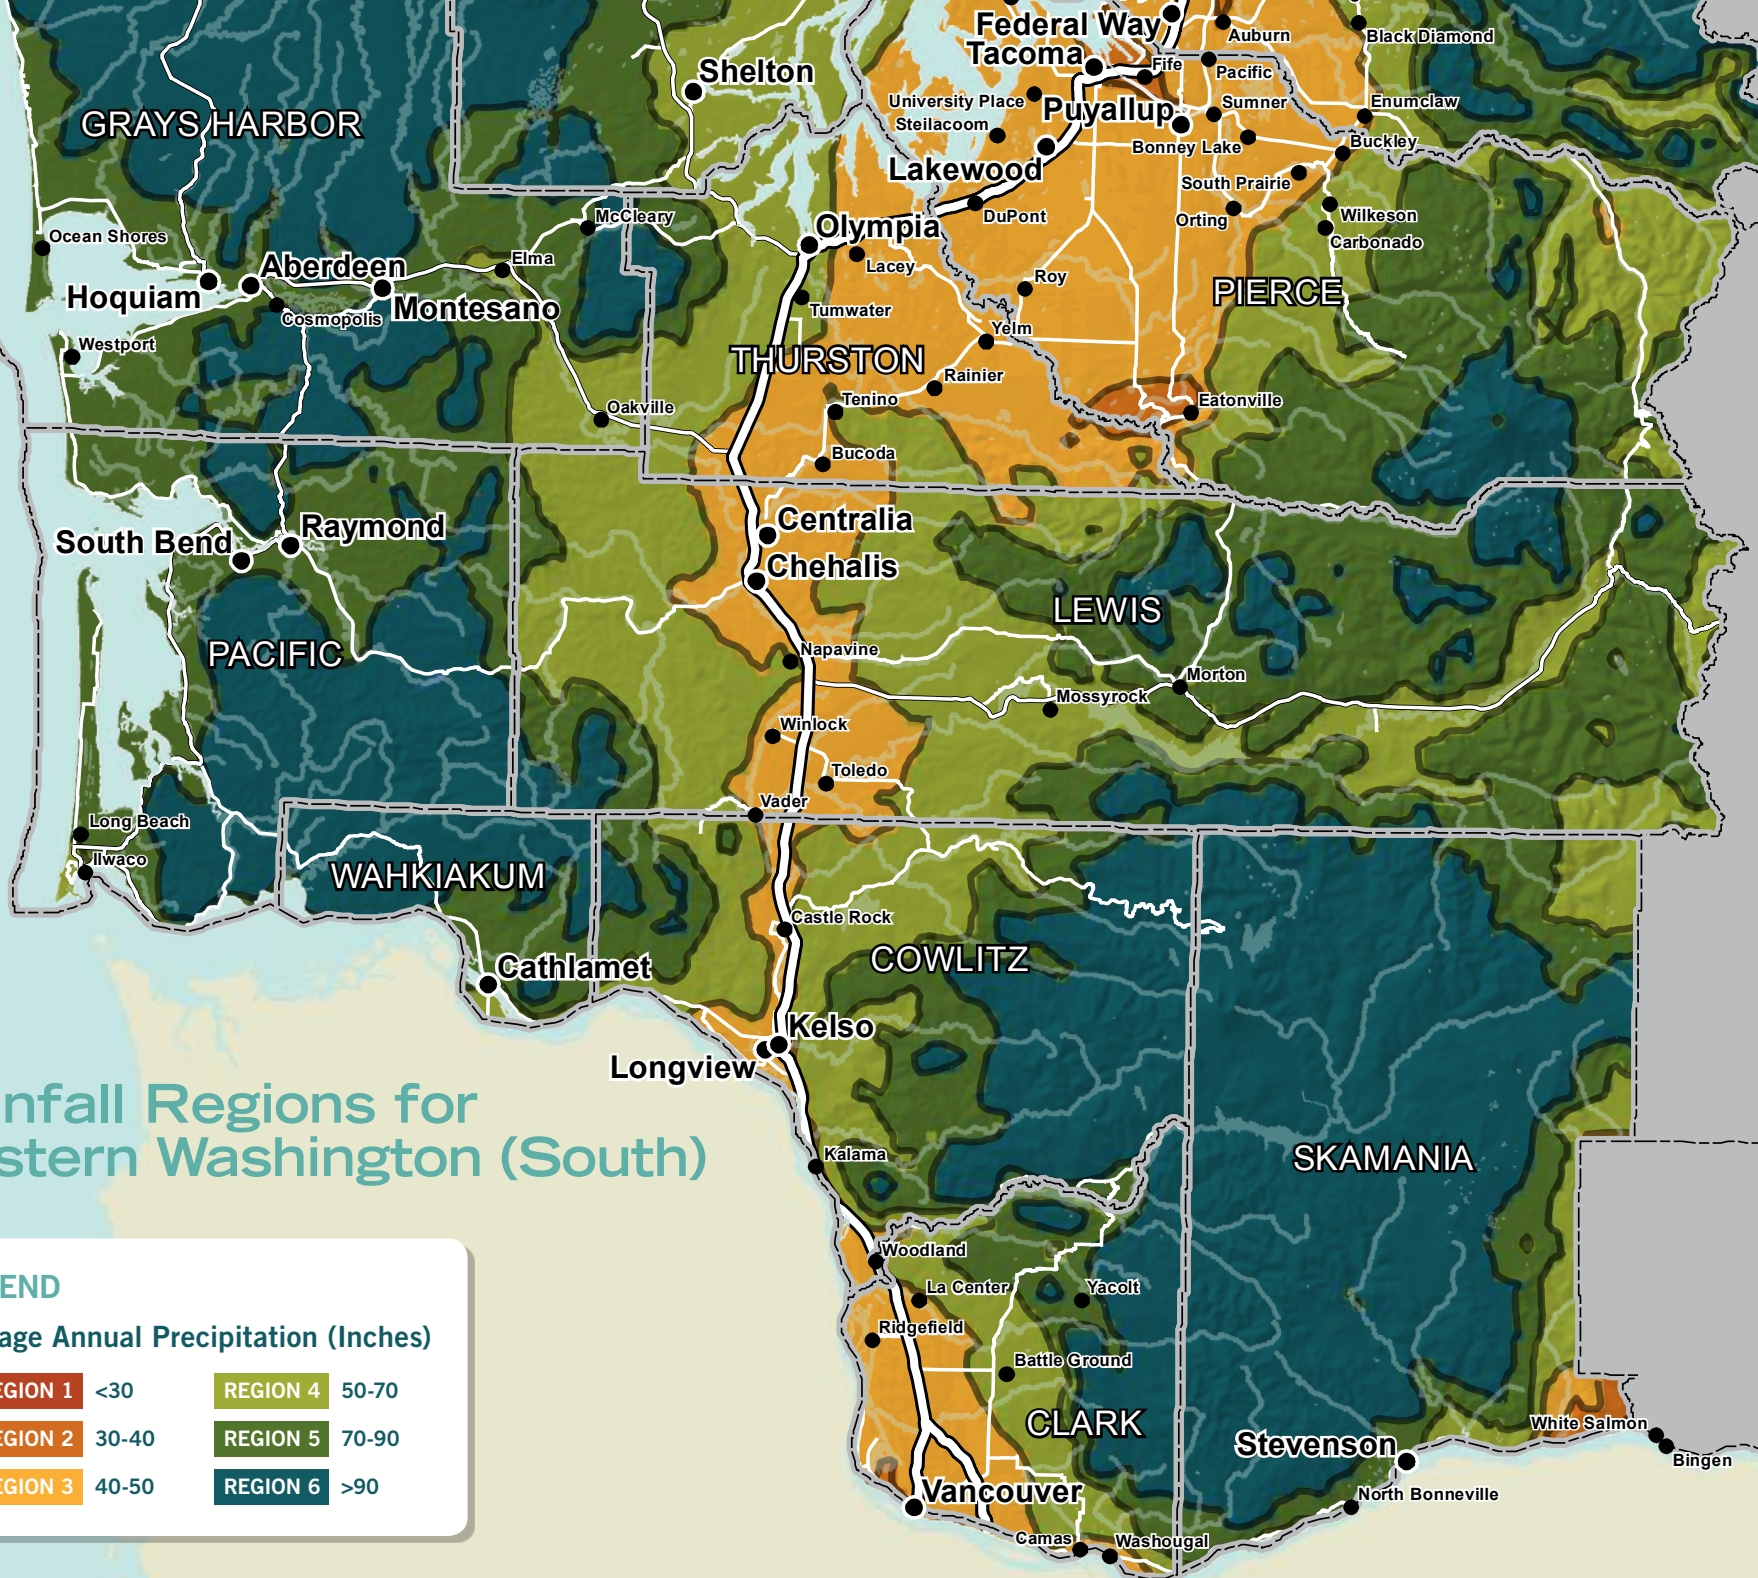 Federal Way
Auburn
Black Diamond
Tacoma
Fife
Pacific
Shelton
University Place
Puyallup
Sumner
Enumclaw
GRAYS HARBOR
Steilacoom
Bonney Lake
Buckley
Lakewood
South Prairie
McCleary
DuPont
Orting
Wilkeson
Carbonado
Ocean Shores
Olympia
Elma
Lacey
Aberdeen
Roy
PIERCE
Hoquiam
Montesano
Cosmopolis
Tumwater
Yelm
Westport
THURSTON
Rainier
Oakville
Tenino
Eatonville
Bucoda
Centralia
South Bend
Raymond
Chehalis
LEWIS
PACIFIC
Napavine
Morton
Mossyrock
Winlock
Toledo
Vader
Long Beach
Ilwaco
WAHKIAKUM
Castle Rock
COWLITZ
Cathlamet
Kelso
Longview
nfall Regions for
stern Washington (South)
Kalama
SKAMANIA
Woodland
La Center
Yacolt
Ridgefield
Battle Ground
CLARK
White Salmon
Stevenson
Bingen
Vancouver
North Bonneville
Camas
Washougal
END
age Annual Precipitation (Inches)
EGION 1 <30
REGION 4 50-70
EGION 2 30-40
REGION 5 70-90
EGION 3 40-50
REGION 6 >90